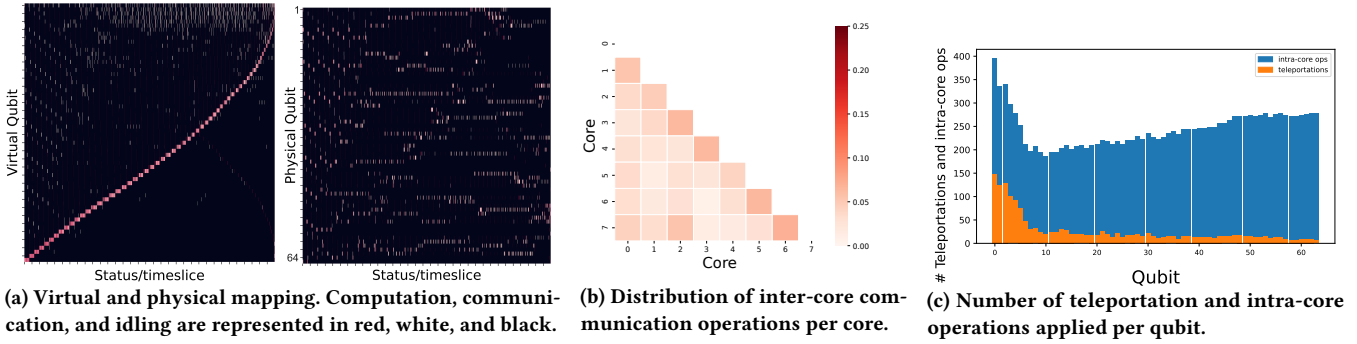 Virtual Qubit
Status/timeslice
1
Physical Qubit
64
Status/timeslice
(a) Virtual and physical mapping. Computation, communi-
cation, and idling are represented in red, white, and black.
Core
0
1
2
3
4
5
6
7
0 1 2 3 4 5 6 7
Core
0.25
0.20
0.15
0.10
0.05
0.00
(b) Distribution of inter-core com-
munication operations per core.
# Teleportations and intra-core ops
400
350
300
250
200
150
100
50
0
0 10 20 30 40 50 60
Qubit
intra-core ops
teleportations
(c) Number of teleportation and intra-core
operations applied per qubit.